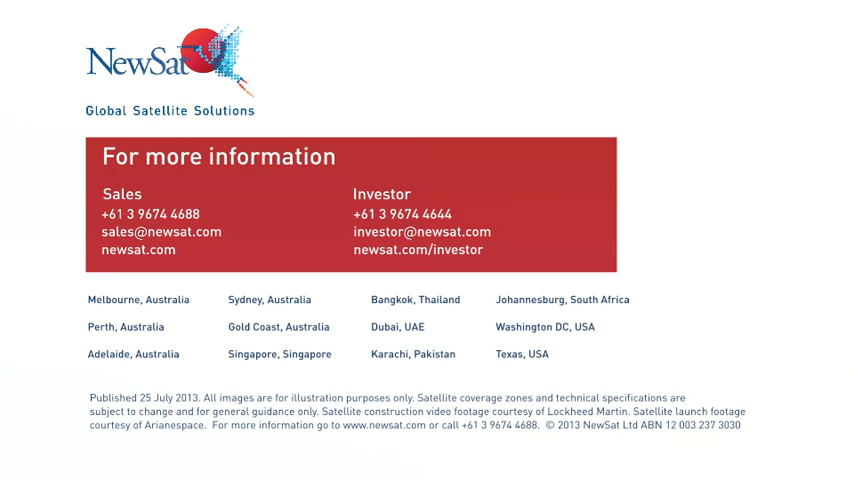 NewSat
Global Satellite Solutions
For more information
Sales
+61 3 9674 4688
sales@newsat.com
newsat.com
Investor
+61 3 9674 4644
investor@newsat.com
newsat.com/investor
Melbourne, Australia
Sydney, Australia
Bangkok, Thailand
Johannesburg, South Africa
Perth, Australia
Gold Coast, Australia
Dubai, UAE
Washington DC, USA
Adelaide, Australia
Singapore, Singapore
Karachi, Pakistan
Texas, USA
Published 25 July 2013. All images are for illustration purposes only. Satellite coverage zones and technical specifications are
subject to change and for general guidance only. Satellite construction video footage courtesy of Lockheed Martin. Satellite launch footage
courtesy of Arianespace. For more information go to www.newsat.com or call +61 3 9674 4688. © 2013 NewSat Ltd ABN 12 003 237 3030